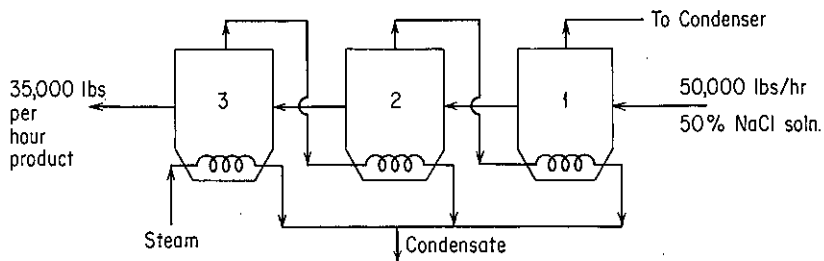 To Condenser
35,000 lbs
per
hour
product
3
2
1
50,000 lbs/hr
50% NaCl soln.
Steam
Condensate